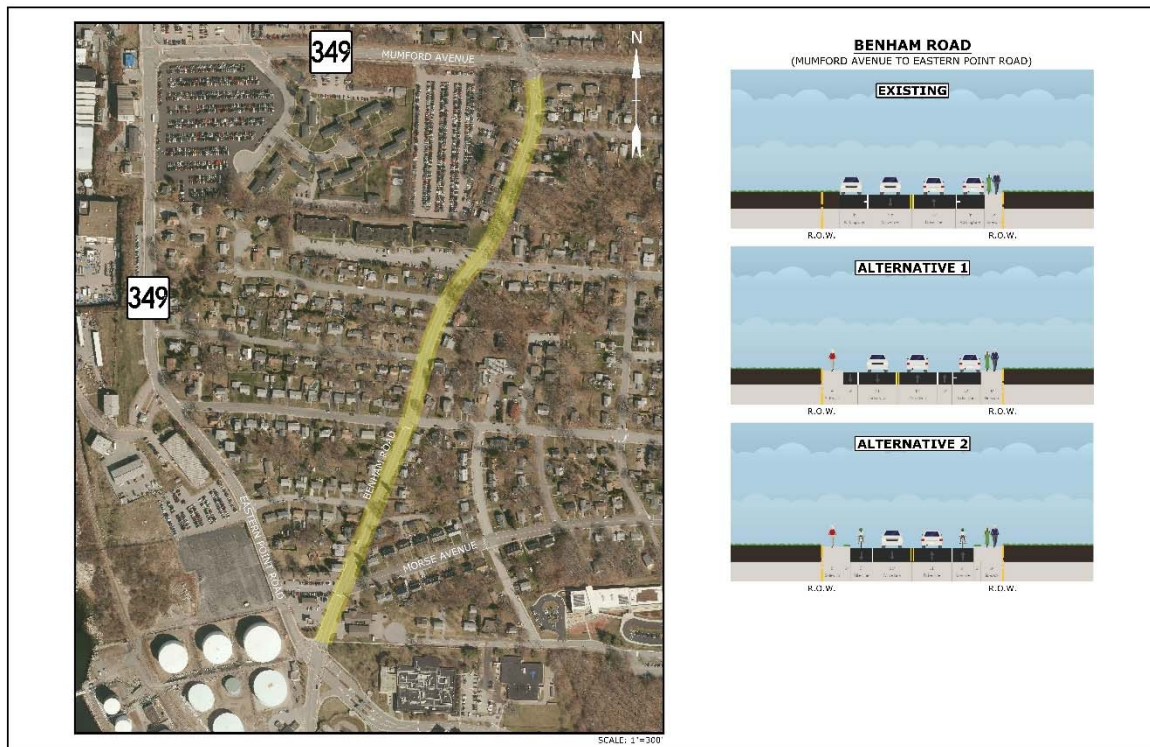 349
MUMFORD AVENUE
N
349
BENHAM ROAD
EASTERN POINT ROAD
MORSE AVENUE
SCALE: 1"=300'
BENHAM ROAD
(MUMFORD AVENUE TO EASTERN POINT ROAD)
EXISTING
R.O.W. R.O.W.
ALTERNATIVE 1
R.O.W. R.O.W.
ALTERNATIVE 2
R.O.W. R.O.W.